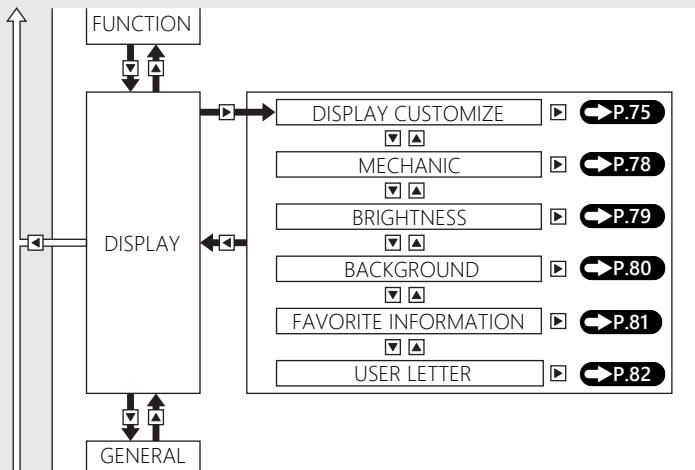 FUNCTION
DISPLAY
DISPLAY CUSTOMIZE P.75
MECHANIC P.78
BRIGHTNESS P.79
BACKGROUND P.80
FAVORITE INFORMATION P.81
USER LETTER P.82
GENERAL